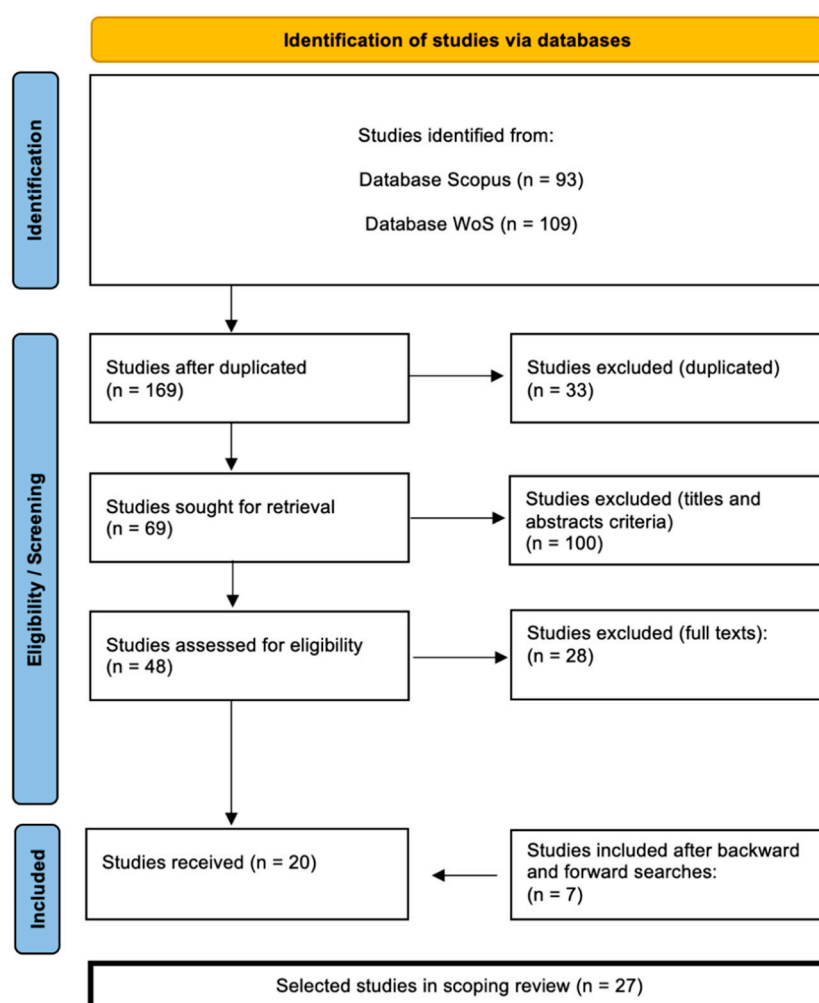 Identification of studies via databases
Identification
Studies identified from:
Database Scopus (n = 93)
Database WoS (n = 109)
Eligibility / Screening
Studies after duplicated
(n = 169)
Studies excluded (duplicated)
(n = 33)
Studies sought for retrieval
(n = 69)
Studies excluded (titles and
abstracts criteria)
(n = 100)
Studies assessed for eligibility
(n = 48)
Studies excluded (full texts):
(n = 28)
Included
Studies received (n = 20)
Studies included after backward
and forward searches:
(n = 7)
Selected studies in scoping review (n = 27)